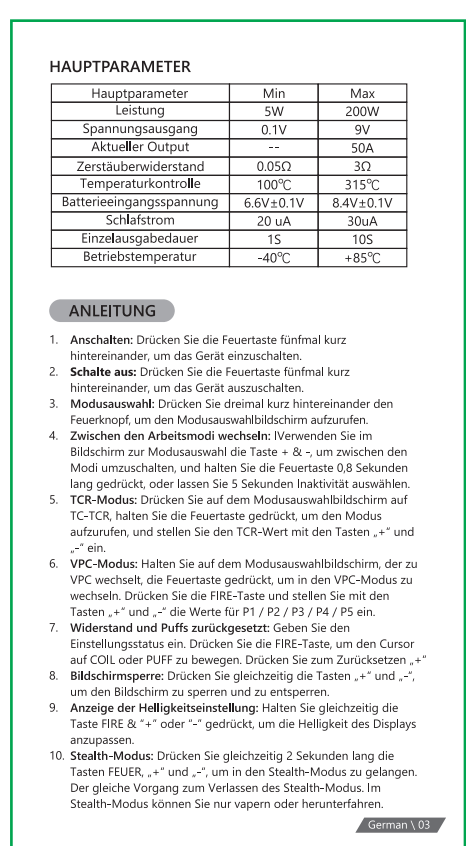 HAUPTPARAMETER
Hauptparameter Min Max
Leistung 5W 200W
Spannungsausgang 0.1V 9V
Aktueller Output -- 50A
Zerstäuberwiderstand 0.05Ω 3Ω
Temperaturkontrolle 100℃ 315℃
Batterieeingangsspannung 6.6V±0.1V 8.4V±0.1V
Schlafstrom 20 uA 30uA
Einzelausgabedauer 1S 10S
Betriebstemperatur -40℃ +85℃
ANLEITUNG
1. Anschalten: Drücken Sie die Feuertaste fünfmal kurz
hintereinander, um das Gerät einzuschalten.
2. Schalte aus: Drücken Sie die Feuertaste fünfmal kurz
hintereinander, um das Gerät auszuschalten.
3. Modusauswahl: Drücken Sie dreimal kurz hintereinander den
Feuerknopf, um den Modusauswahlbildschirm aufzurufen.
4. Zwischen den Arbeitsmodi wechseln: lVerwenden Sie im
Bildschirm zur Modusauswahl die Taste + & -, um zwischen den
Modi umzuschalten, und halten Sie die Feuertaste 0,8 Sekunden
lang gedrückt, oder lassen Sie 5 Sekunden Inaktivität auswählen.
5. TCR-Modus: Drücken Sie auf dem Modusauswahlbildschirm auf
TC-TCR, halten Sie die Feuertaste gedrückt, um den Modus
aufzurufen, und stellen Sie den TCR-Wert mit den Tasten „+“ und
„-“ ein.
6. VPC-Modus: Halten Sie auf dem Modusauswahlbildschirm, der zu
VPC wechselt, die Feuertaste gedrückt, um in den VPC-Modus zu
wechseln. Drücken Sie die FIRE-Taste und stellen Sie mit den
Tasten „+“ und „-“ die Werte für P1 / P2 / P3 / P4 / P5 ein.
7. Widerstand und Puffs zurückgesetzt: Geben Sie den
Einstellungsstatus ein. Drücken Sie die FIRE-Taste, um den Cursor
auf COIL oder PUFF zu bewegen. Drücken Sie zum Zurücksetzen „+“
8. Bildschirmsperre: Drücken Sie gleichzeitig die Tasten „+“ und „-“,
um den Bildschirm zu sperren und zu entsperren.
9. Anzeige der Helligkeitseinstellung: Halten Sie gleichzeitig die
Taste FIRE & "+" oder "-" gedrückt, um die Helligkeit des Displays
anzupassen.
10. Stealth-Modus: Drücken Sie gleichzeitig 2 Sekunden lang die
Tasten FEUER, „+“ und „-“, um in den Stealth-Modus zu gelangen.
Der gleiche Vorgang zum Verlassen des Stealth-Modus. Im
Stealth-Modus können Sie nur vapern oder herunterfahren.
German \ 03